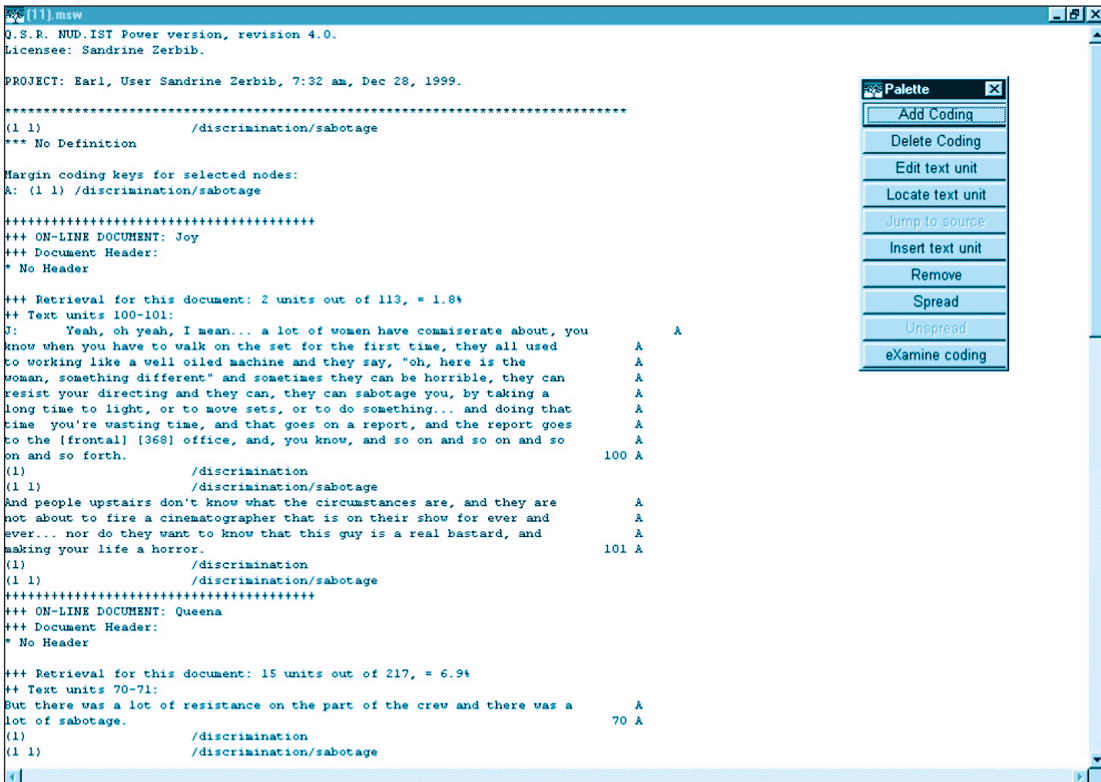 (11).msw
Q.S.R. NUD.IST Power version, revision 4.0.
Licensee: Sandrine Zerbib.
PROJECT: Earl, User Sandrine Zerbib, 7:32 am, Dec 28, 1999.
********************************************************************************
(1 1) /discrimination/sabotage
*** No Definition
Margin coding keys for selected nodes:
A: (1 1) /discrimination/sabotage
++++++++++++++++++++++++++++++++++++++++
+++ ON-LINE DOCUMENT: Joy
+++ Document Header:
* No Header
+++ Retrieval for this document: 2 units out of 113, = 1.8%
++ Text units 100-101:
J: Yeah, oh yeah, I mean... a lot of women have commiserate about, you A
know when you have to walk on the set for the first time, they all used A
to working like a well oiled machine and they say, "oh, here is the A
woman, something different" and sometimes they can be horrible, they can A
resist your directing and they can, they can sabotage you, by taking a A
long time to light, or to move sets, or to do something... and doing that A
time you're wasting time, and that goes on a report, and the report goes A
to the [frontal] [368] office, and, you know, and so on and so on and so A
on and so forth. 100 A
(1) /discrimination
(1 1) /discrimination/sabotage
And people upstairs don't know what the circumstances are, and they are A
not about to fire a cinematographer that is on their show for ever and A
ever... nor do they want to know that this guy is a real bastard, and A
making your life a horror. 101 A
(1) /discrimination
(1 1) /discrimination/sabotage
++++++++++++++++++++++++++++++++++++++++
+++ ON-LINE DOCUMENT: Queena
+++ Document Header:
* No Header
+++ Retrieval for this document: 15 units out of 217, = 6.9%
++ Text units 70-71:
But there was a lot of resistance on the part of the crew and there was a A
lot of sabotage. 70 A
(1) /discrimination
(1 1) /discrimination/sabotage
Palette
Add Coding
Delete Coding
Edit text unit
Locate text unit
Jump to source
Insert text unit
Remove
Spread
Unspread
eXamine coding